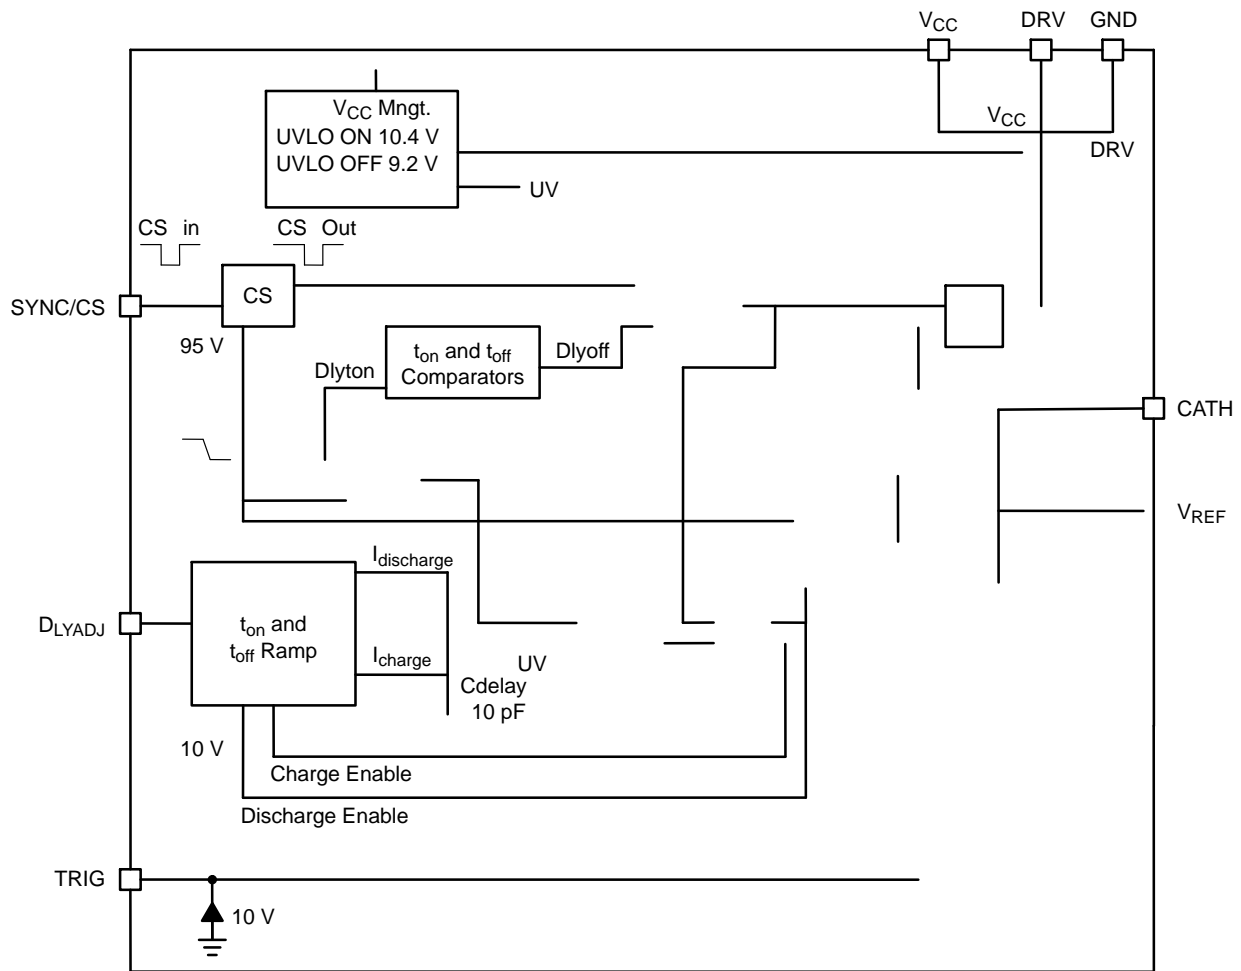 VCC DRV GND
VCC Mngt.
UVLO ON 10.4 V
UVLO OFF 9.2 V
VCC
DRV
UV
CS in
CS Out
SYNC/CS
CS
95 V
Dlyton
ton and toff
Comparators
Dlyoff
CATH
VREF
Idischarge
DLYADJ
ton and
toff Ramp
Icharge
UV
Cdelay
10 pF
10 V
Charge Enable
Discharge Enable
TRIG
10 V